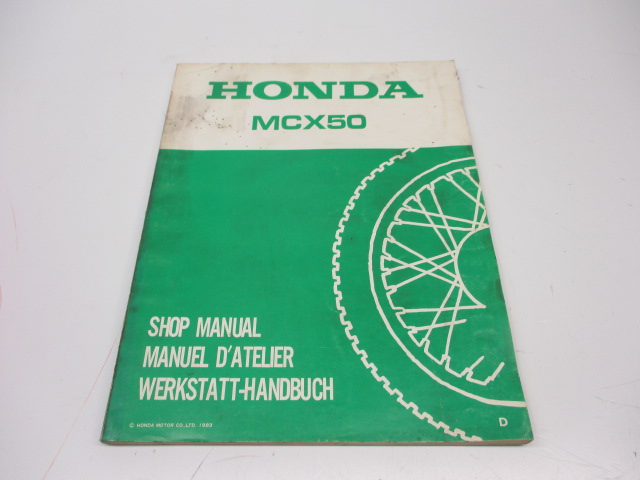 HONDA
MCX50
SHOP MANUAL
MANUEL D'ATELIER
WERKSTATT-HANDBUCH
© HONDA MOTOR CO.,LTD. 1983
D